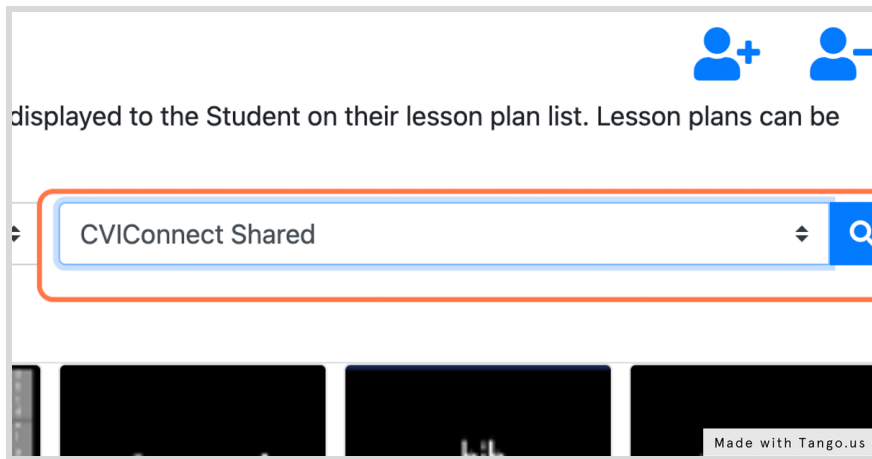 displayed to the Student on their lesson plan list. Lesson plans can be
CVIConnect Shared
Made with Tango.us